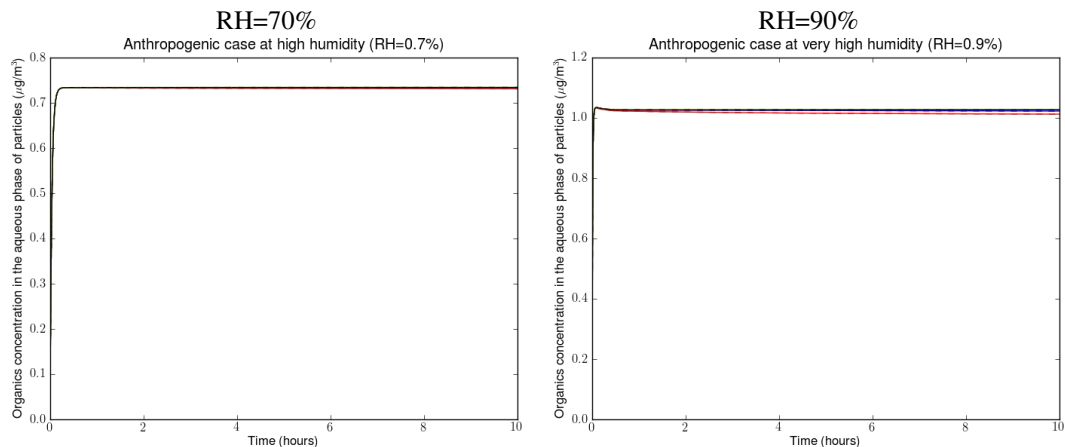 RH=70%
Anthropogenic case at high humidity (RH=0.7%)
Organics concentration in the aqueous phase of particles (μg/m³)
0.8
0.7
0.6
0.5
0.4
0.3
0.2
0.1
0.0
0 2 4 6 8 10
Time (hours)
RH=90%
Anthropogenic case at very high humidity (RH=0.9%)
Organics concentration in the aqueous phase of particles (μg/m³)
1.2
1.0
0.8
0.6
0.4
0.2
0.0
0 2 4 6 8 10
Time (hours)